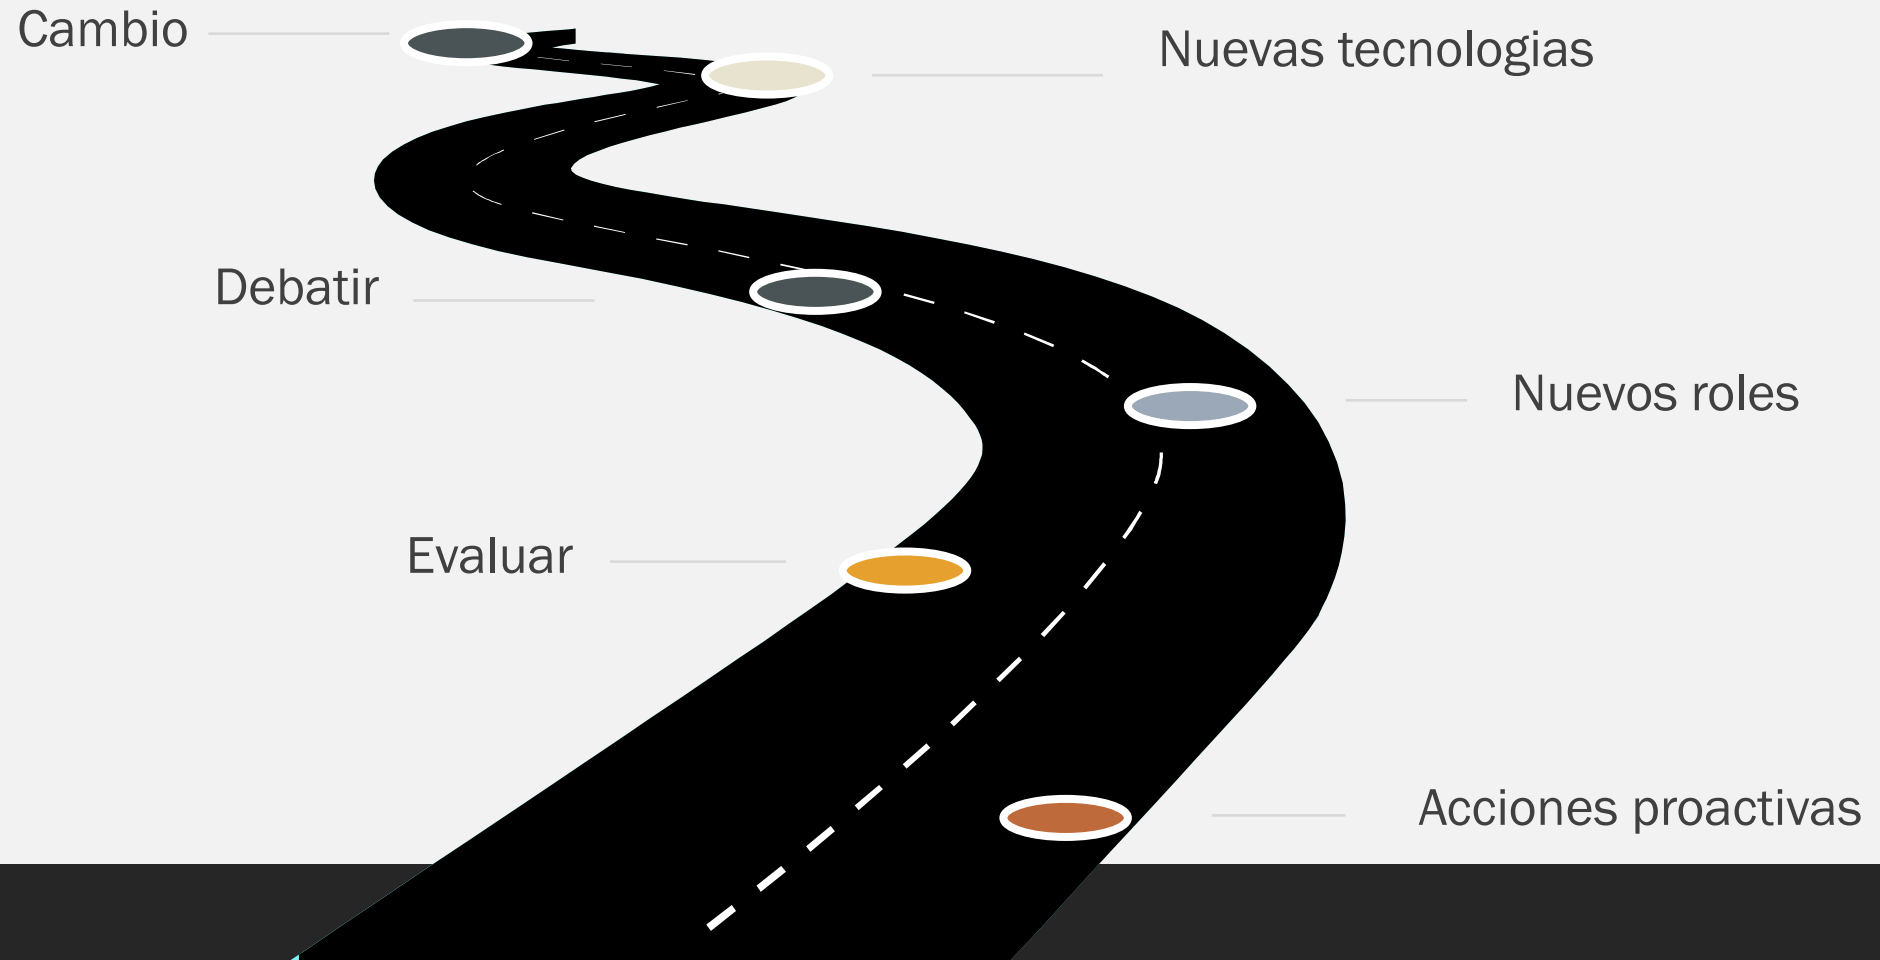 Cambio
Nuevas tecnologias
Debatir
Nuevos roles
Evaluar
Acciones proactivas